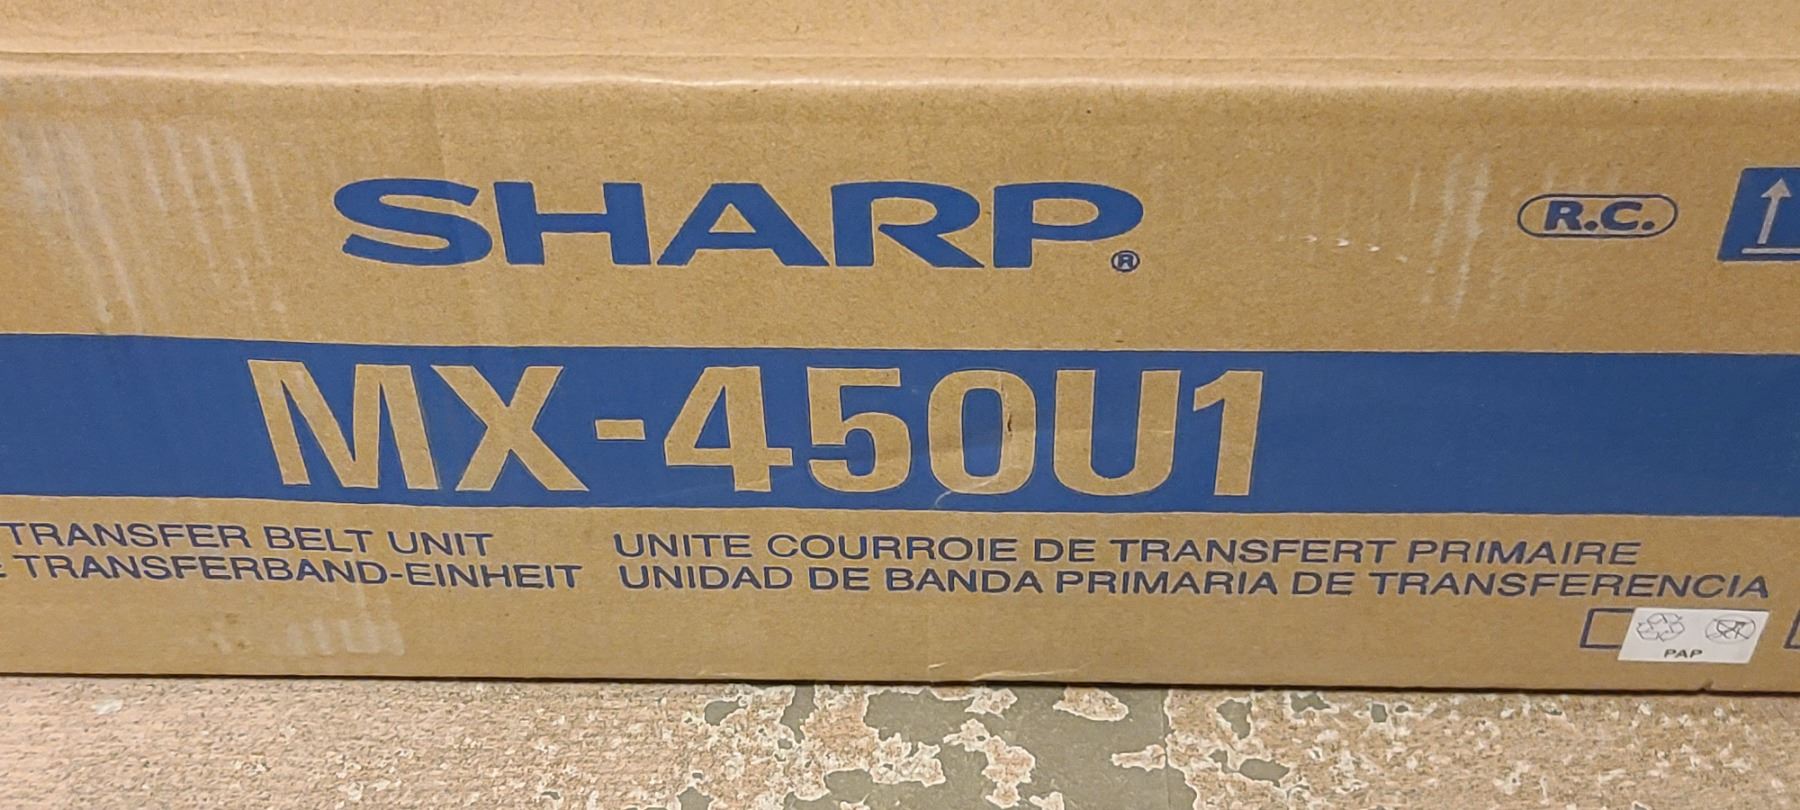 SHARP®
R.C.
MX-450U1
TRANSFER BELT UNIT
TRANSFERBAND-EINHEIT
UNITE COURROIE DE TRANSFERT PRIMAIRE
UNIDAD DE BANDA PRIMARIA DE TRANSFERENCIA
PAP